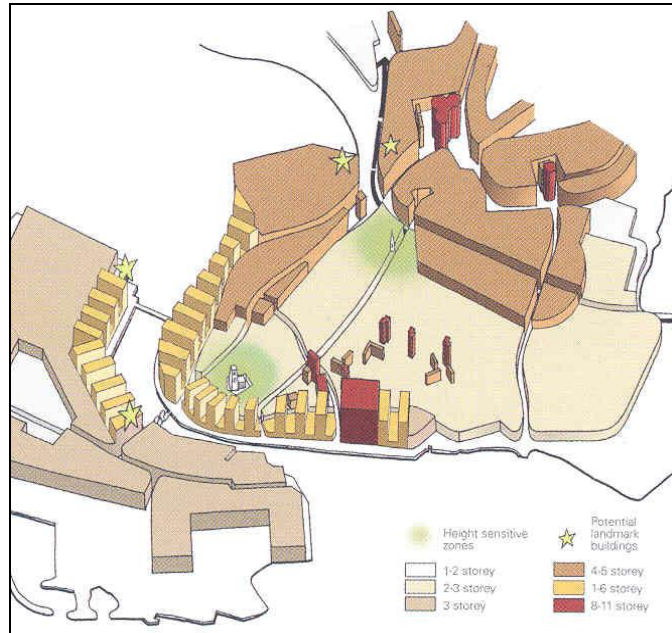 Height sensitive
zones
Potential
landmark
buildings
1-2 storey
2-3 storey
3 storey
4-5 storey
1-6 storey
8-11 storey